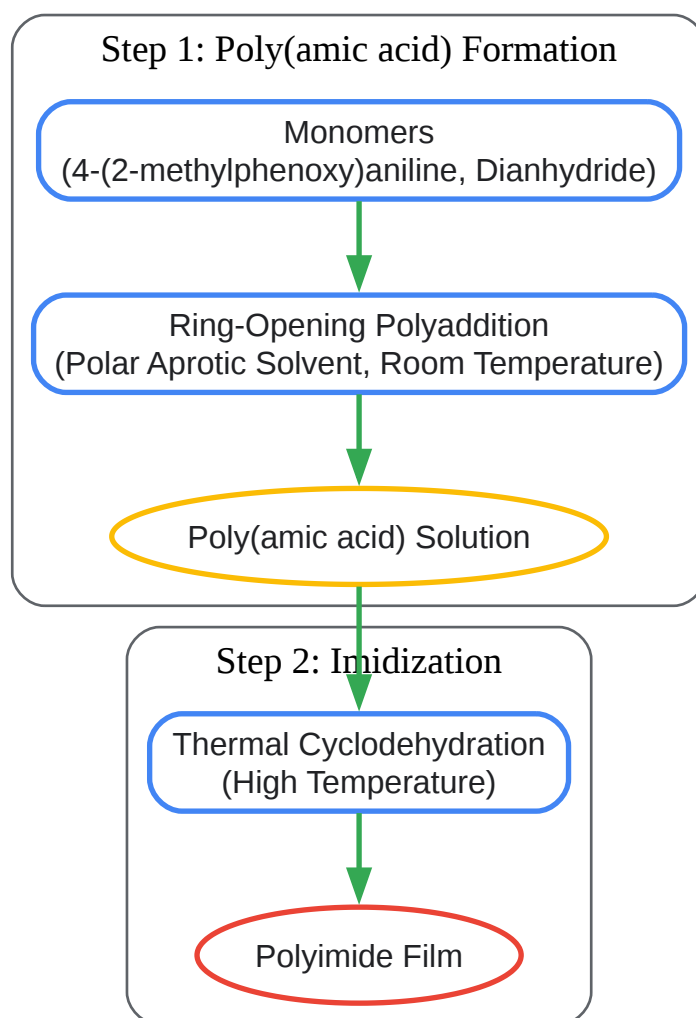 Step 1: Poly(amic acid) Formation
Monomers
(4-(2-methylphenoxy)aniline, Dianhydride)
Ring-Opening Polyaddition
(Polar Aprotic Solvent, Room Temperature)
Poly(amic acid) Solution
Step 2: Imidization
Thermal Cyclodehydration
(High Temperature)
Polyimide Film